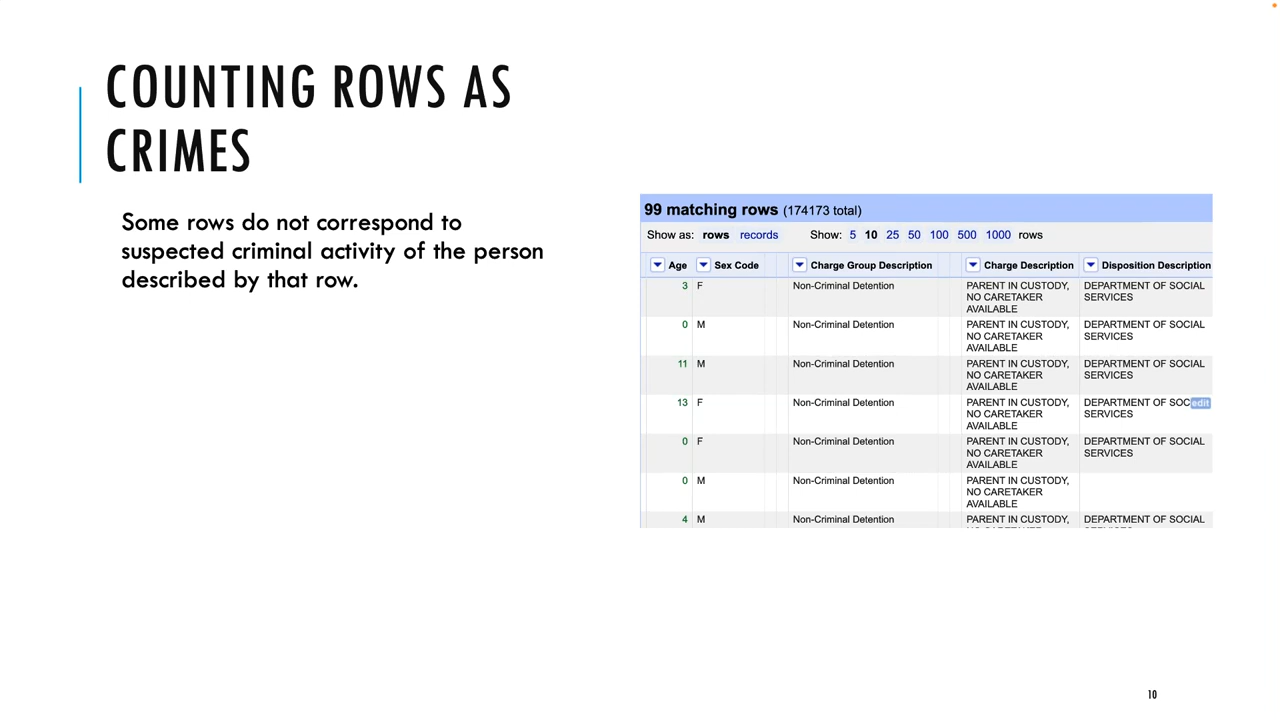 COUNTING ROWS AS
CRIMES
Some rows do not correspond to
suspected criminal activity of the person
described by that row.
99 matching rows (174173 total)
Show as: rows records Show: 5 10 25 50 100 500 1000 rows
Age Sex Code Charge Group Description Charge Description Disposition Description
3 F Non-Criminal Detention PARENT IN CUSTODY, DEPARTMENT OF SOCIAL
NO CARETAKER SERVICES
AVAILABLE
0 M Non-Criminal Detention PARENT IN CUSTODY, DEPARTMENT OF SOCIAL
NO CARETAKER SERVICES
AVAILABLE
11 M Non-Criminal Detention PARENT IN CUSTODY, DEPARTMENT OF SOCIAL
NO CARETAKER SERVICES
AVAILABLE
13 F Non-Criminal Detention PARENT IN CUSTODY, DEPARTMENT OF SOC edit
NO CARETAKER SERVICES
AVAILABLE
0 F Non-Criminal Detention PARENT IN CUSTODY, DEPARTMENT OF SOCIAL
NO CARETAKER SERVICES
AVAILABLE
0 M Non-Criminal Detention PARENT IN CUSTODY,
NO CARETAKER
AVAILABLE
4 M Non-Criminal Detention PARENT IN CUSTODY, DEPARTMENT OF SOCIAL
10